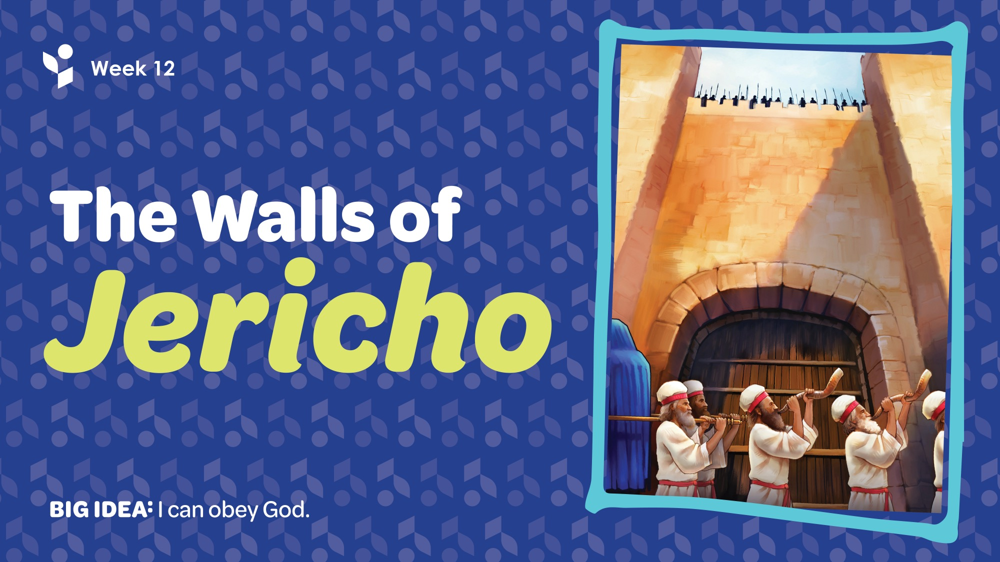 Week 12
The Walls of
Jericho
BIG IDEA: I can obey God.